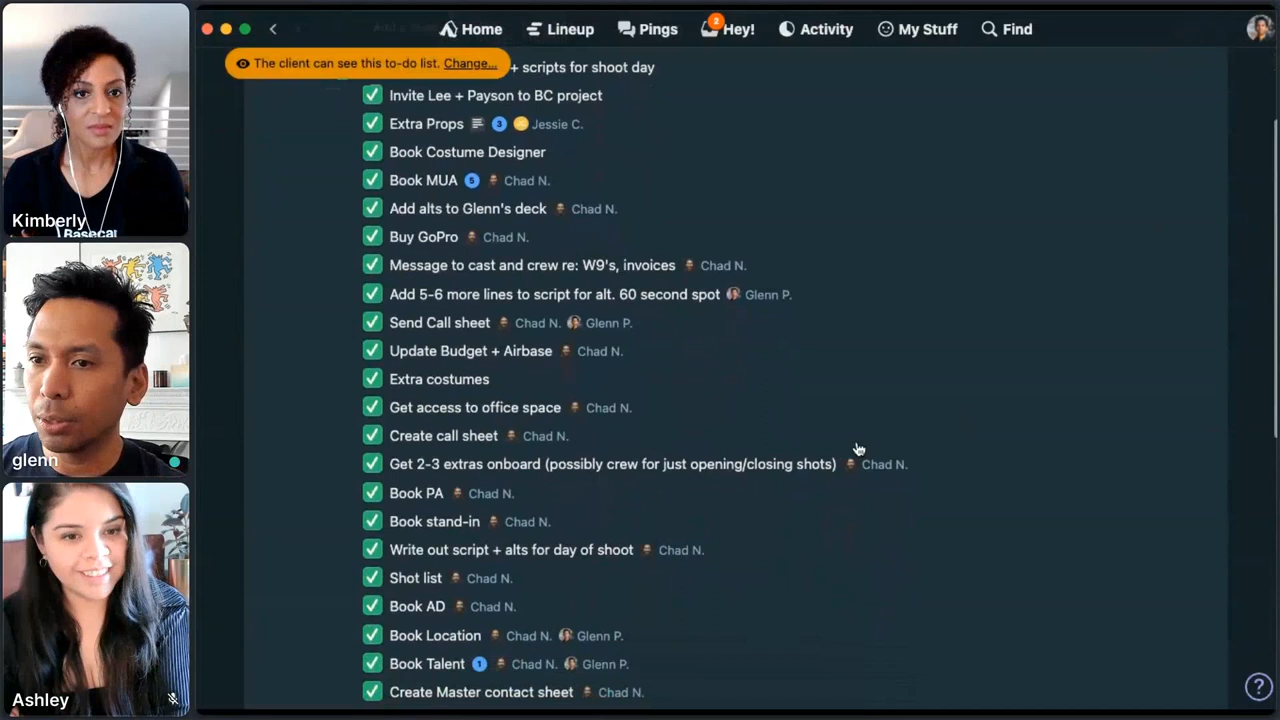 Home
Lineup
Pings
2
Hey!
Activity
My Stuff
Find
The client can see this to-do list. Change...
+ scripts for shoot day
Invite Lee + Payson to BC project
Extra Props 3 Jessie C.
Book Costume Designer
Book MUA 5 Chad N.
Add alts to Glenn's deck Chad N.
Buy GoPro Chad N.
Message to cast and crew re: W9's, invoices Chad N.
Add 5-6 more lines to script for alt. 60 second spot Glenn P.
Send Call sheet Chad N. Glenn P.
Update Budget + Airbase Chad N.
Extra costumes
Get access to office space Chad N.
Create call sheet Chad N.
Get 2-3 extras onboard (possibly crew for just opening/closing shots) Chad N.
Book PA Chad N.
Book stand-in Chad N.
Write out script + alts for day of shoot Chad N.
Shot list Chad N.
Book AD Chad N.
Book Location Chad N. Glenn P.
Book Talent 1 Chad N. Glenn P.
Create Master contact sheet Chad N.
?
Kimberly
Baseca
glenn
Ashley